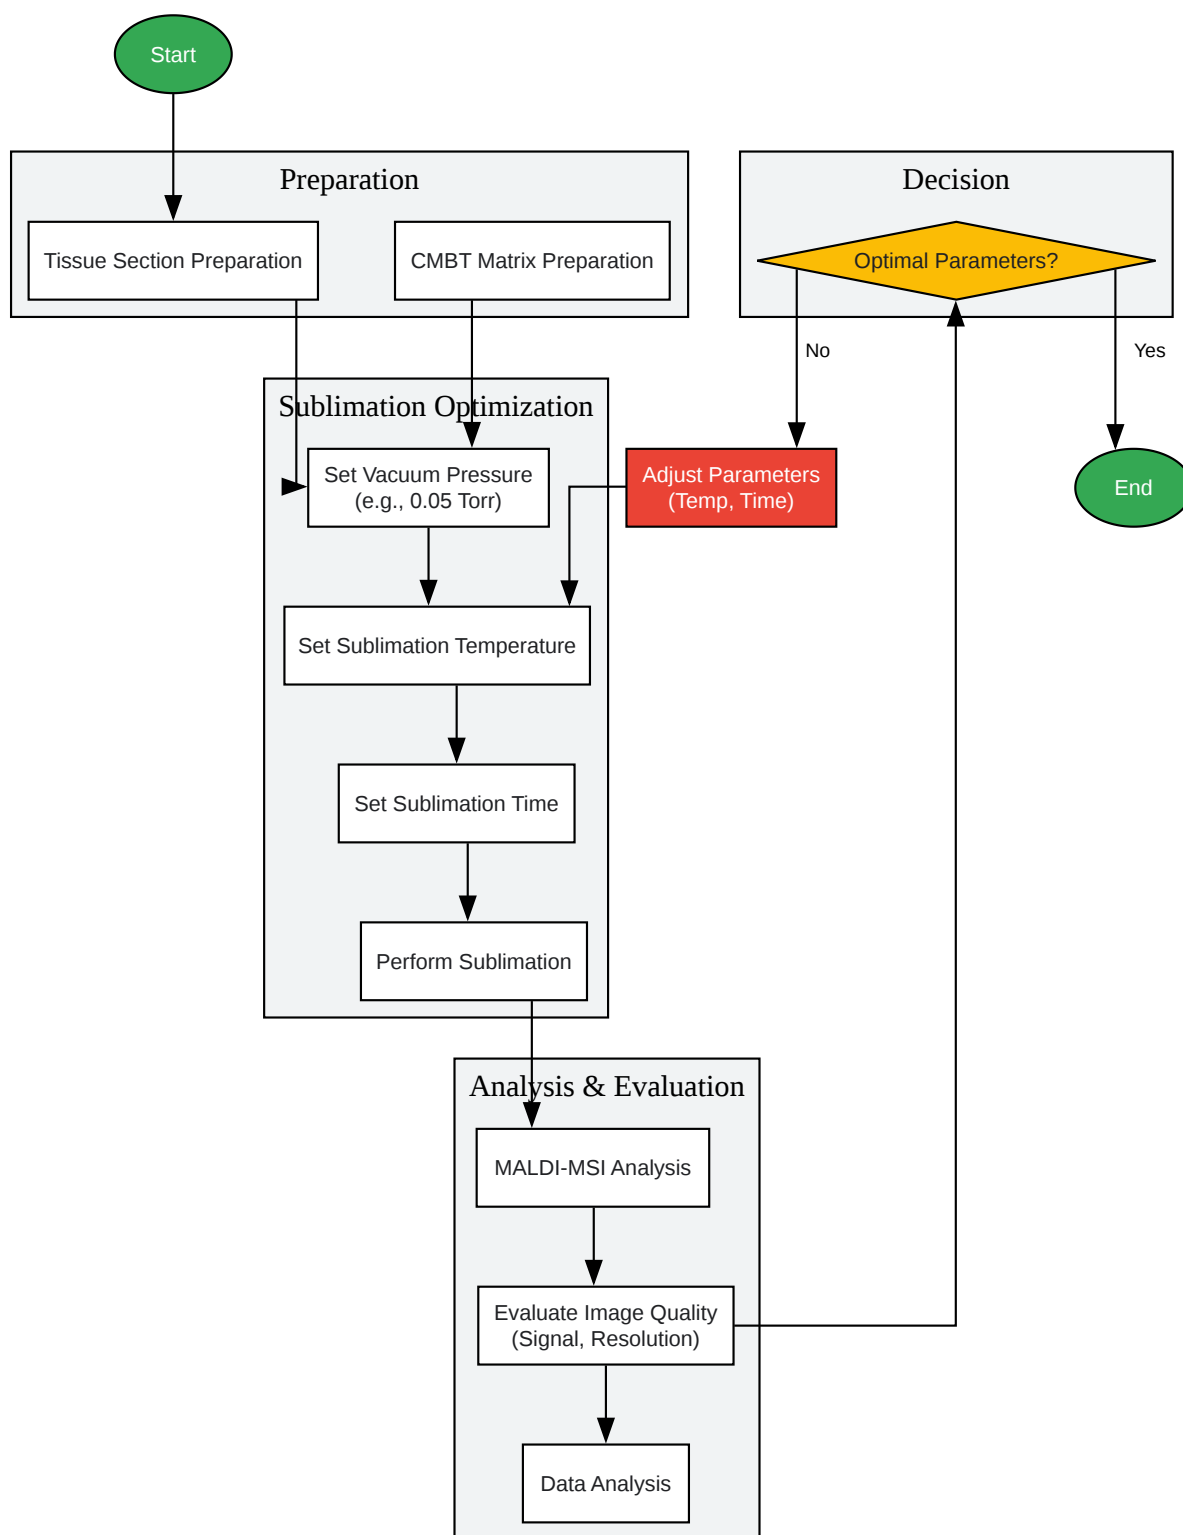 Start
Preparation
Tissue Section Preparation
CMBT Matrix Preparation
Decision
Optimal Parameters?
No
Yes
Sublimation Optimization
Set Vacuum Pressure
(e.g., 0.05 Torr)
Adjust Parameters
(Temp, Time)
End
Set Sublimation Temperature
Set Sublimation Time
Perform Sublimation
Analysis & Evaluation
MALDI-MSI Analysis
Evaluate Image Quality
(Signal, Resolution)
Data Analysis